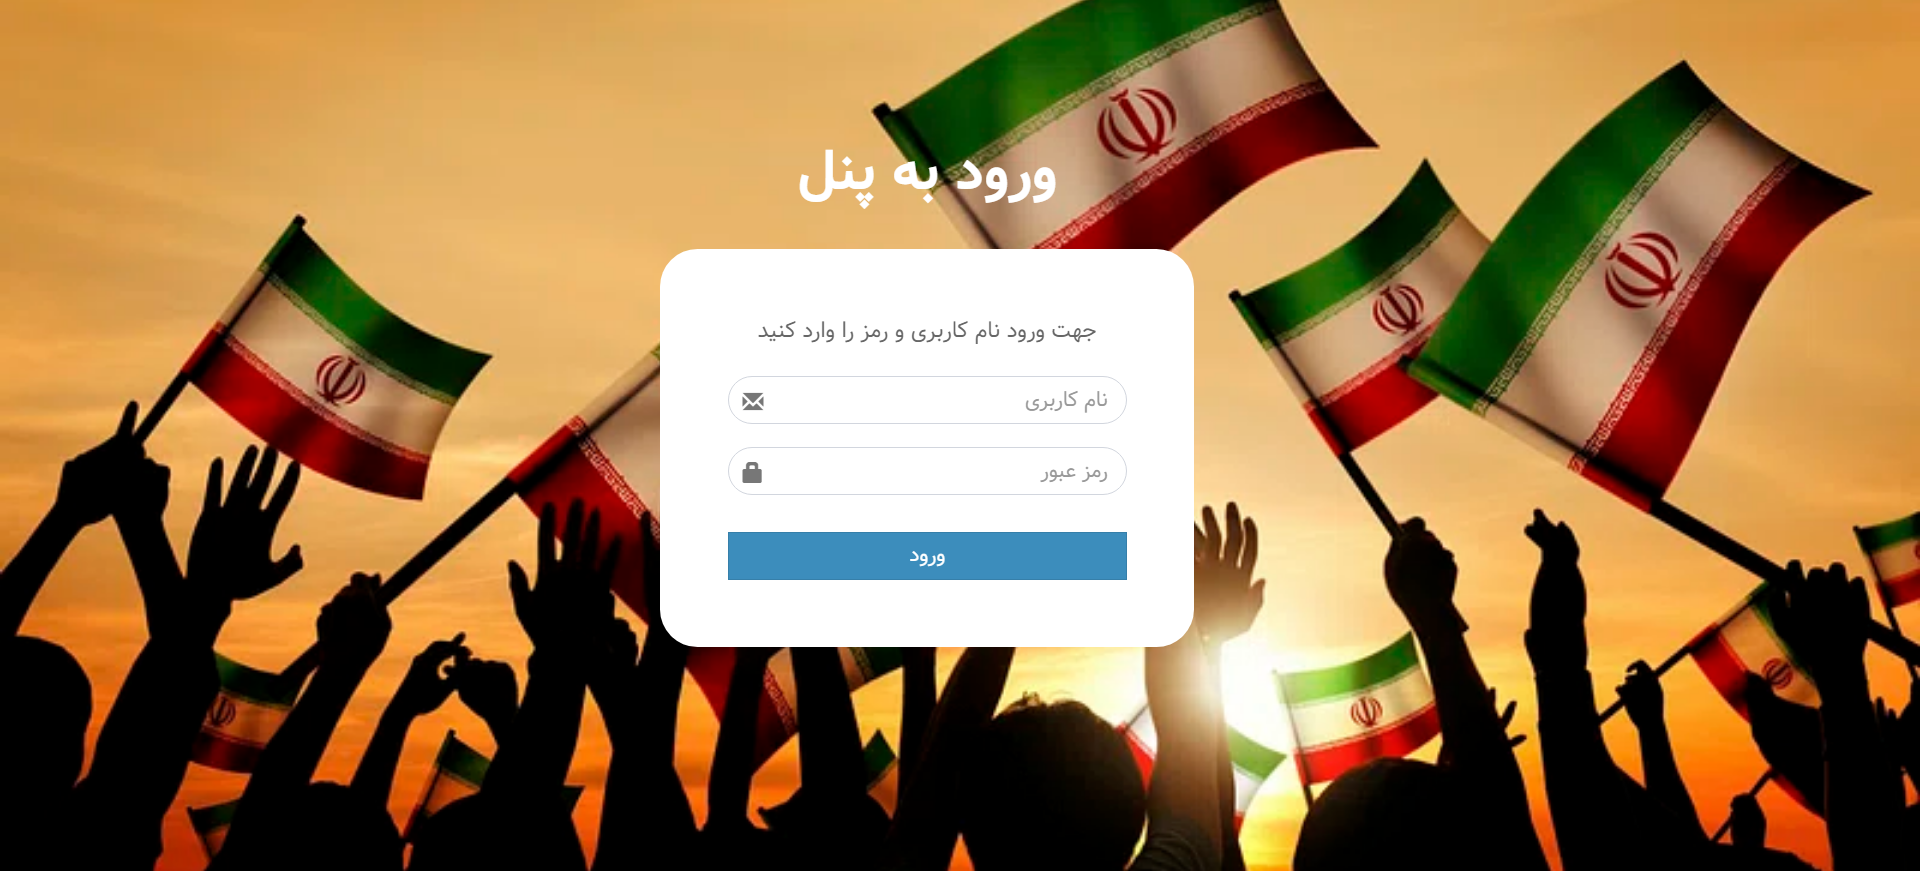 ورود به پنل
جهت ورود نام کاربری و رمز را وارد کنید
نام کاربری
رمز عبور
ورود